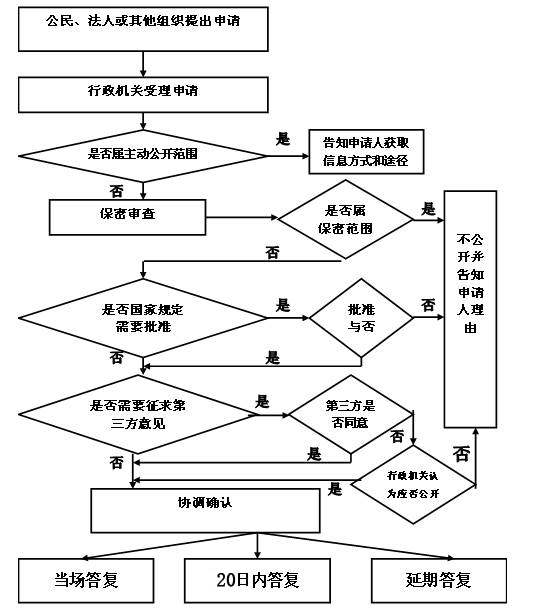 公民、法人或其他组织提出申请
行政机关受理申请
是否属主动公开范围
是
告知申请人获取
信息方式和途径
否
保密审查
是否属
保密范围
是
不公
开并
告知
申请
人理
由
否
是否国家规定
需要批准
是
批准
与否
否
否
是
是否需要征求第
三方意见
是
第三方是
否同意
否
否
是
行政机关认
为应否公开
否
是
协调确认
当场答复
20日内答复
延期答复